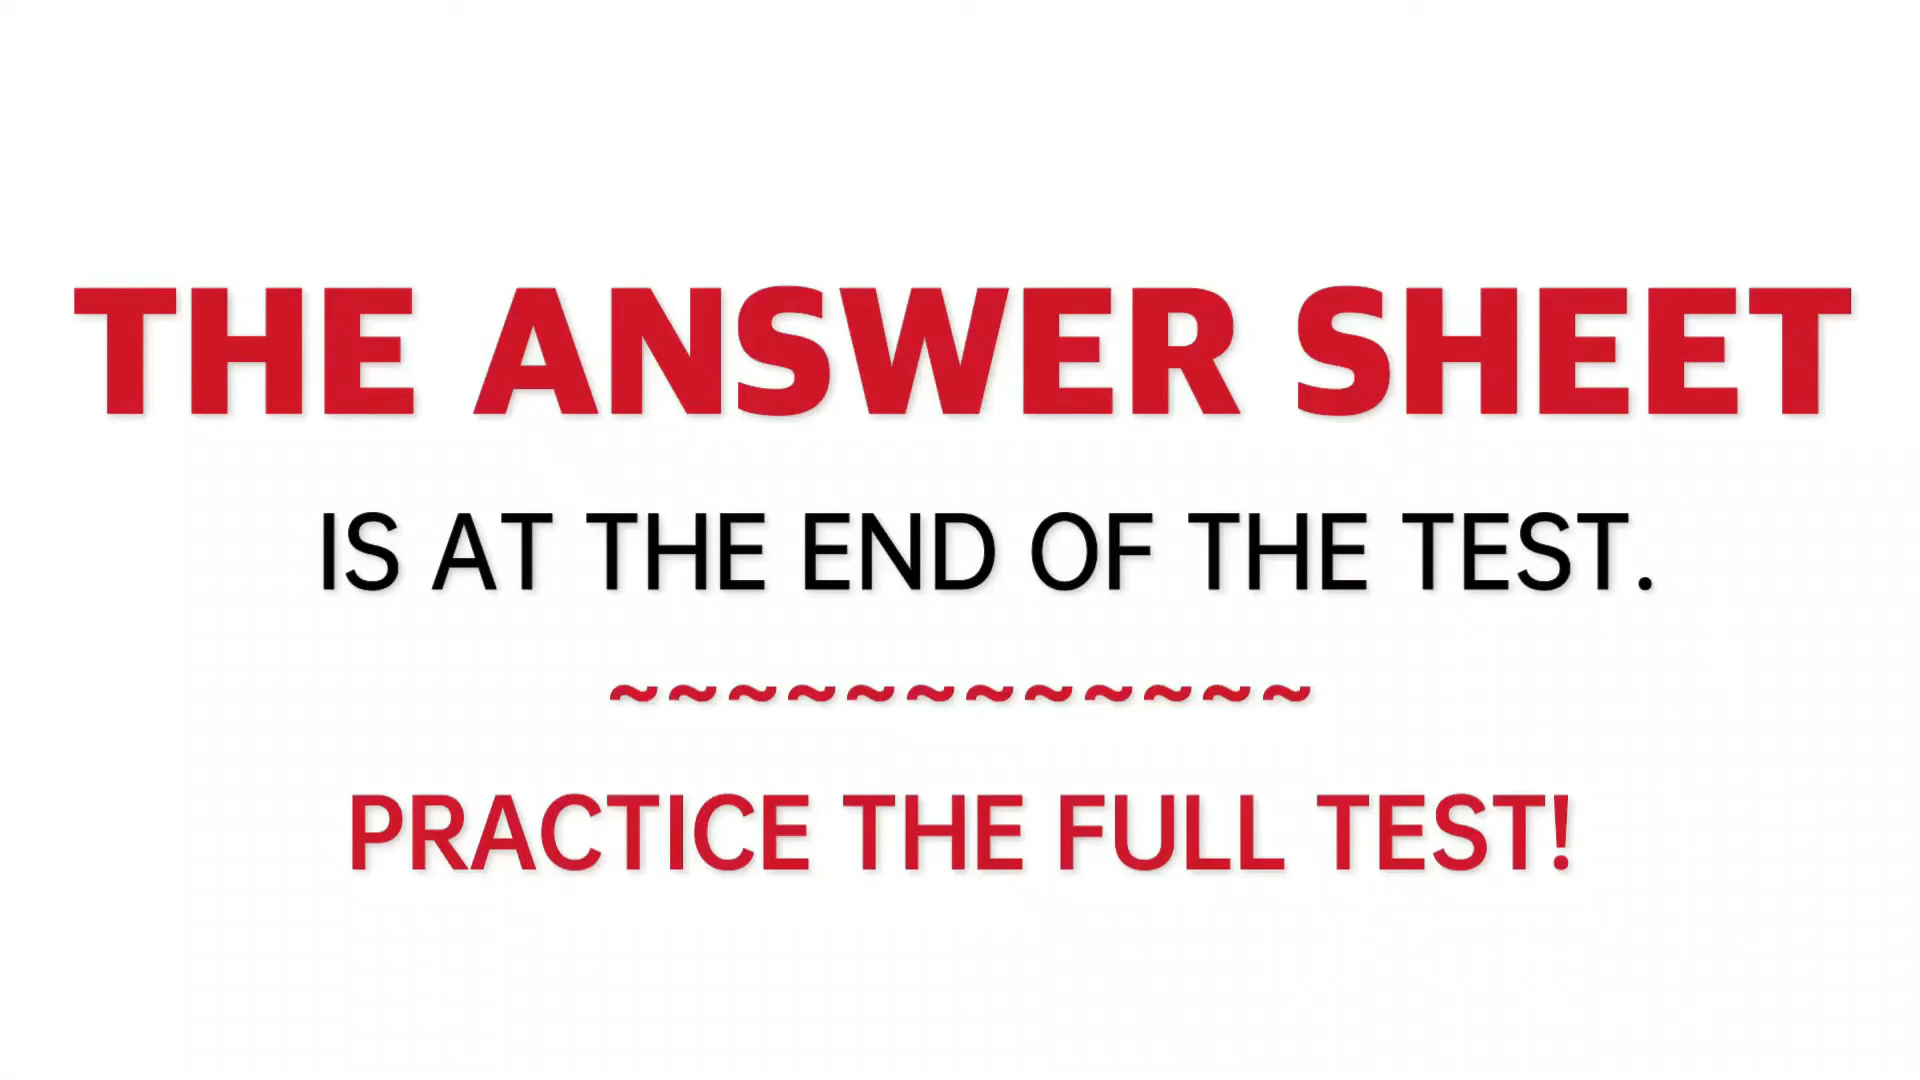 THE ANSWER SHEET
IS AT THE END OF THE TEST.
~~~~~~~~~~~~
PRACTICE THE FULL TEST!